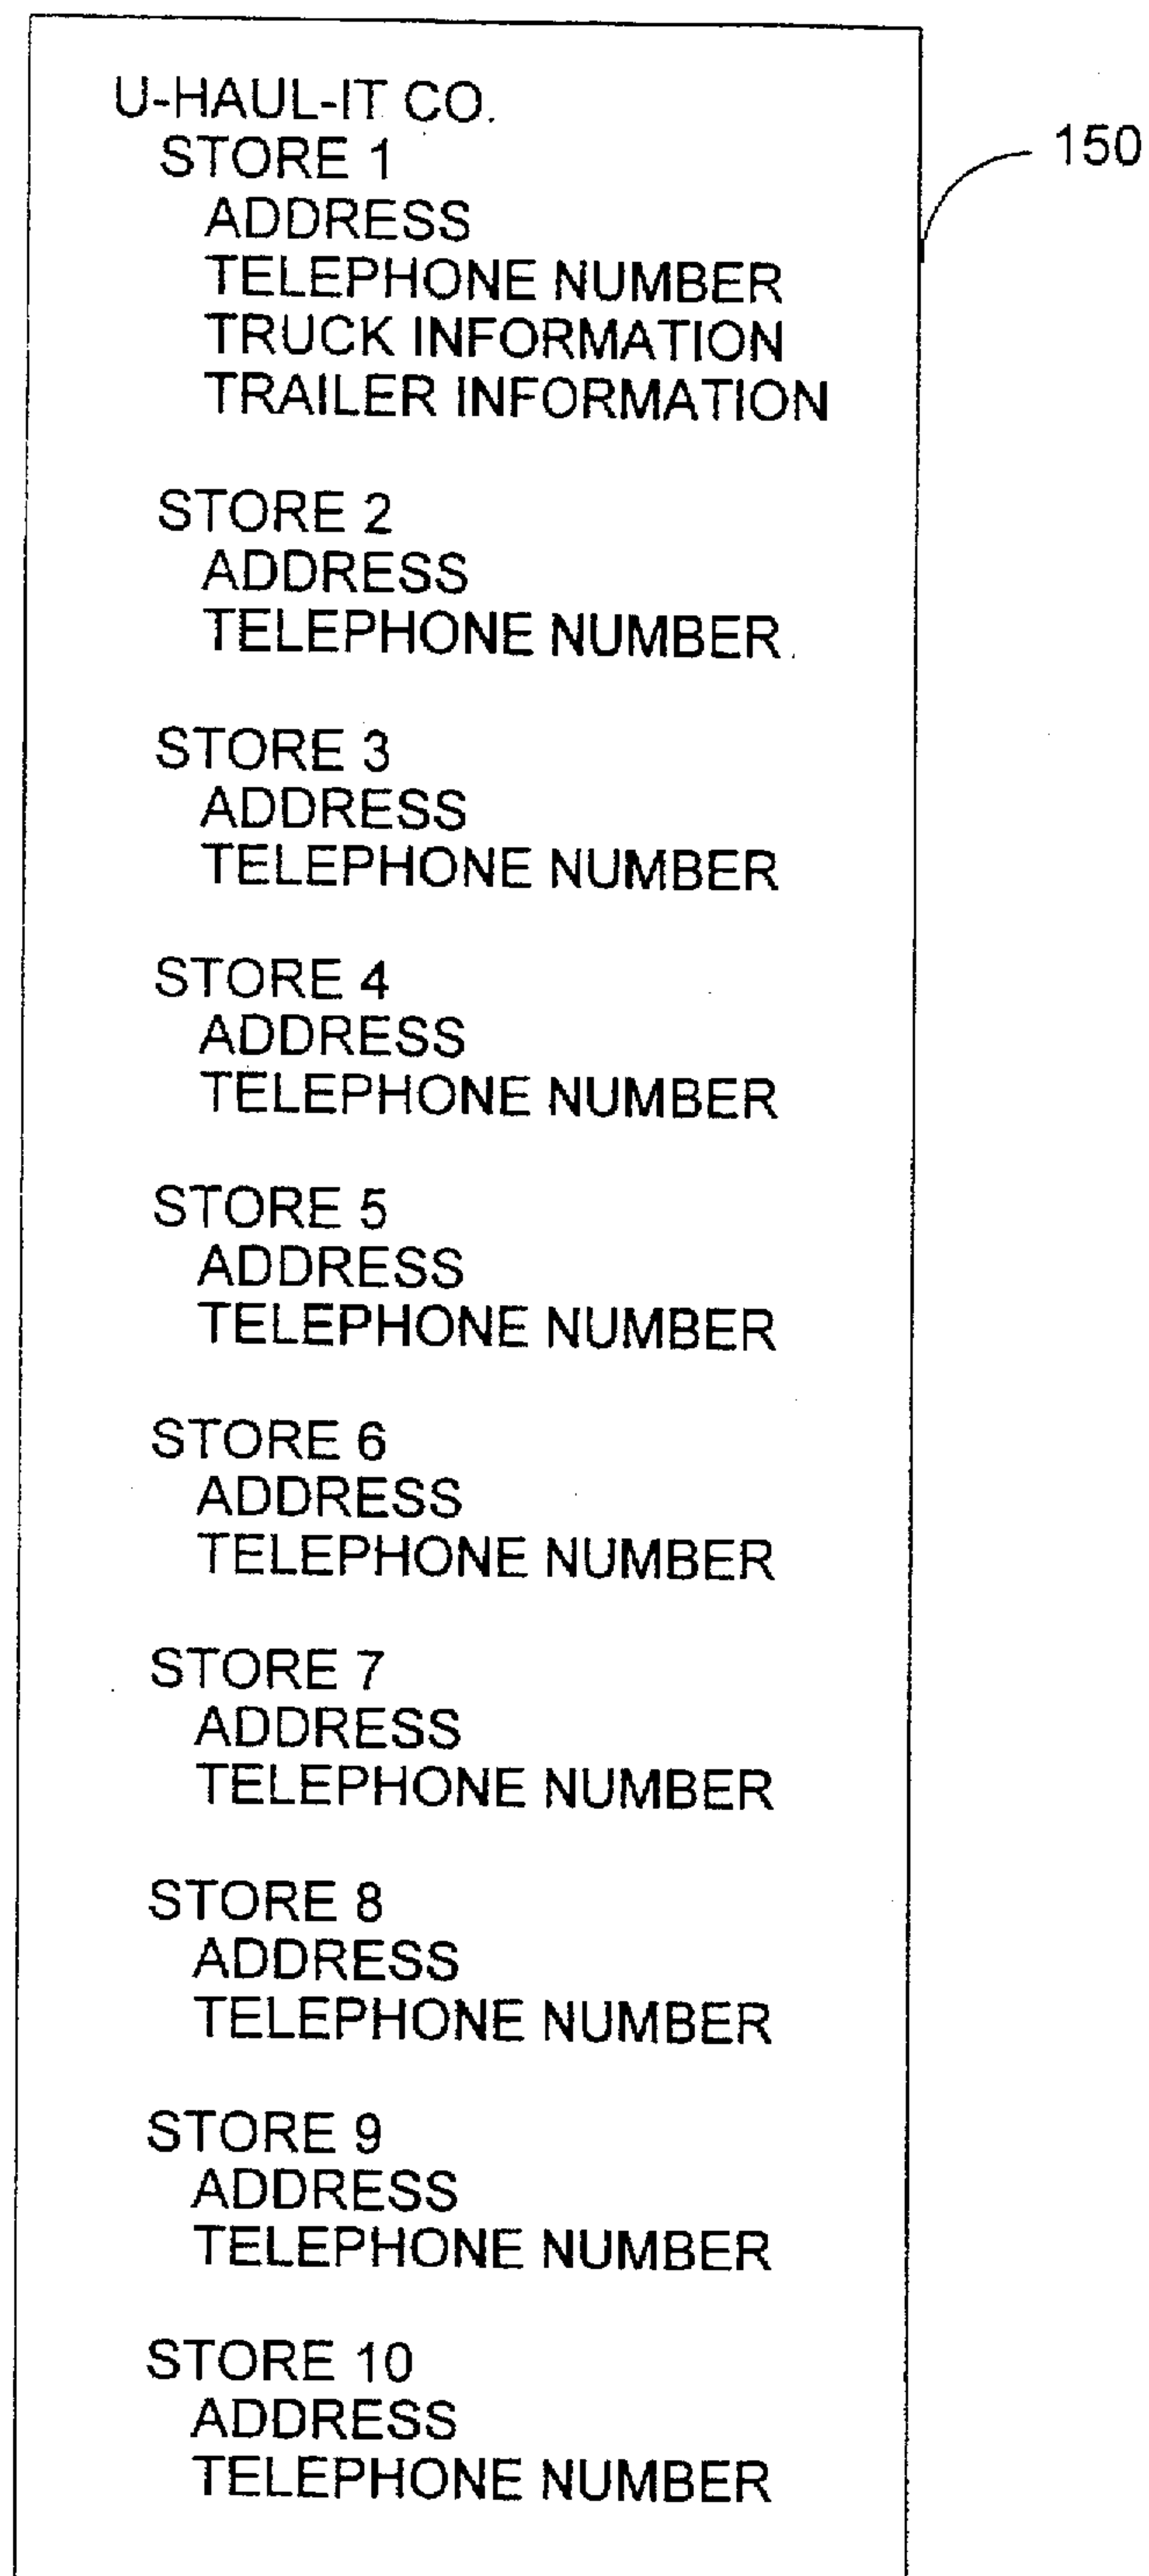 U-HAUL-IT CO.
STORE 1
ADDRESS
TELEPHONE NUMBER
TRUCK INFORMATION
TRAILER INFORMATION
150
STORE 2
ADDRESS
TELEPHONE NUMBER
STORE 3
ADDRESS
TELEPHONE NUMBER
STORE 4
ADDRESS
TELEPHONE NUMBER
STORE 5
ADDRESS
TELEPHONE NUMBER
STORE 6
ADDRESS
TELEPHONE NUMBER
STORE 7
ADDRESS
TELEPHONE NUMBER
STORE 8
ADDRESS
TELEPHONE NUMBER
STORE 9
ADDRESS
TELEPHONE NUMBER
STORE 10
ADDRESS
TELEPHONE NUMBER